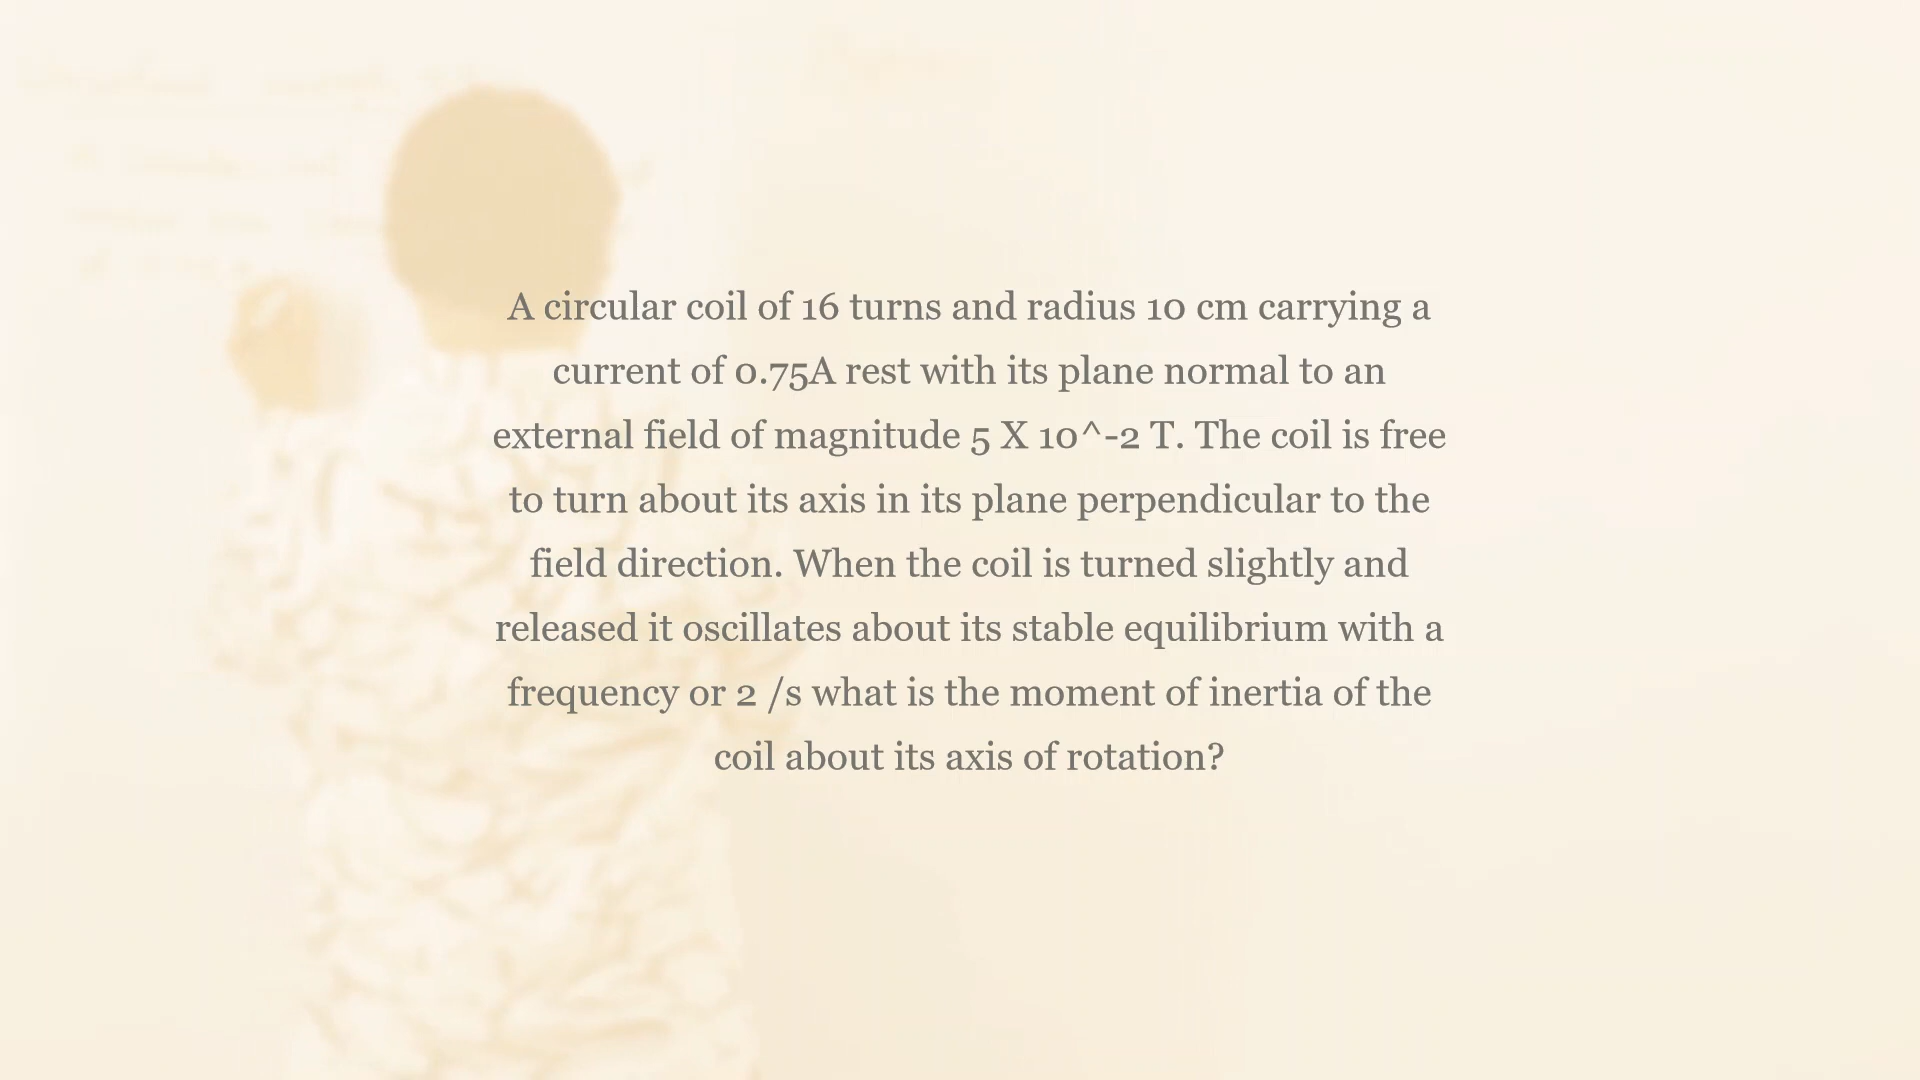 A circular coil of 16 turns and radius 10 cm carrying a
current of 0.75A rest with its plane normal to an
external field of magnitude 5 X 10^-2 T. The coil is free
to turn about its axis in its plane perpendicular to the
field direction. When the coil is turned slightly and
released it oscillates about its stable equilibrium with a
frequency or 2 /s what is the moment of inertia of the
coil about its axis of rotation?